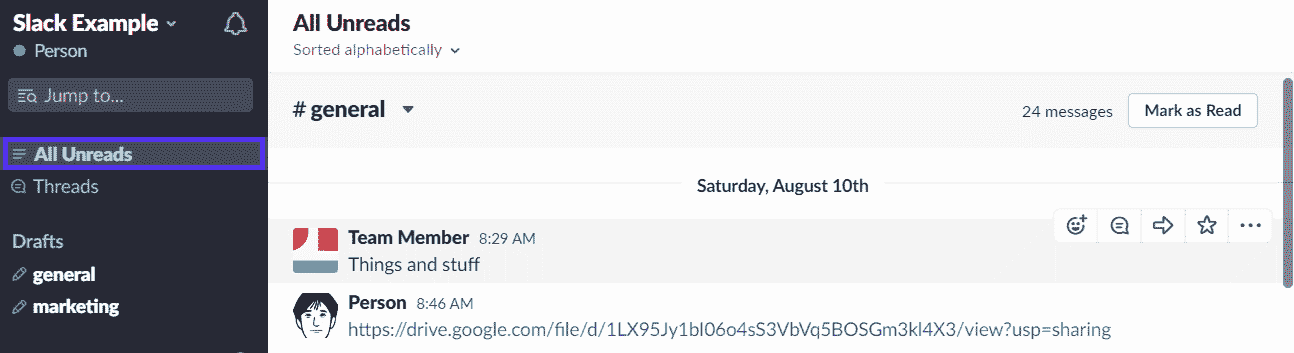 Slack Example
Person
Jump to...
All Unreads
Threads
Drafts
general
marketing
All Unreads
Sorted alphabetically
# general 24 messages Mark as Read
Saturday, August 10th
Team Member 8:29 AM
Things and stuff
Person 8:46 AM
https://drive.google.com/file/d/1LX95Jy1bI06o4sS3VbVq5BOSGm3kl4X3/view?usp=sharing